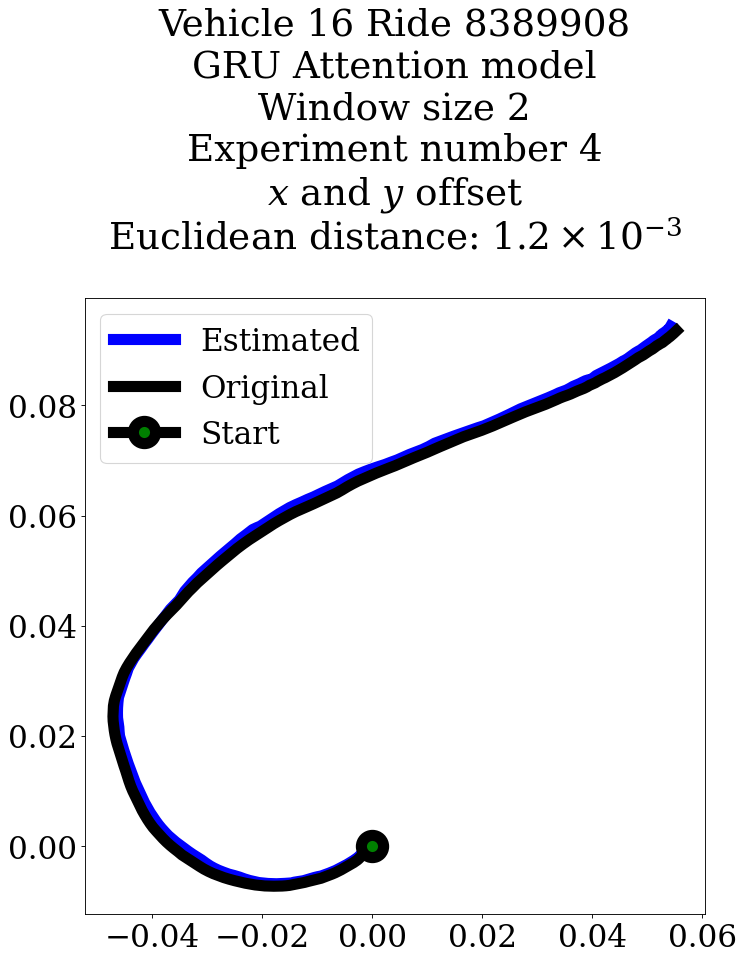 Vehicle 16 Ride 8389908
GRU Attention model
Window size 2
Experiment number 4
x and y offset
Euclidean distance: 1.2 × 10⁻³
Estimated
Original
Start
0.08
0.06
0.04
0.02
0.00
−0.04 −0.02 0.00 0.02 0.04 0.06